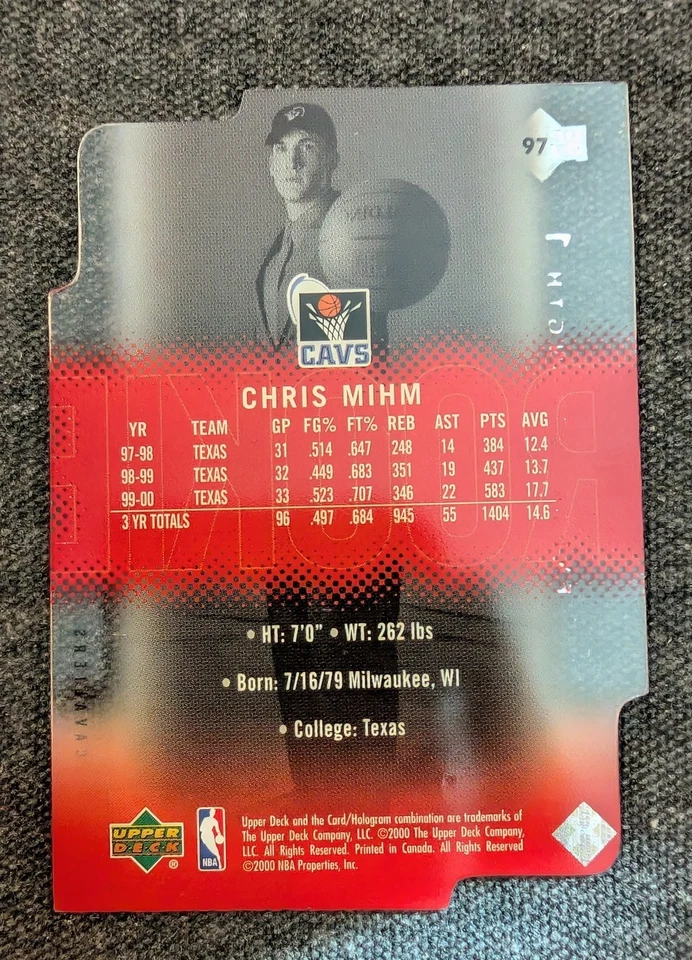 97
CAVS
CHRIS MIHM
YR TEAM GP FG% FT% REB AST PTS AVG
97-98 TEXAS 31 .514 .647 248 14 384 12.4
98-99 TEXAS 32 .449 .683 351 19 437 13.7
99-00 TEXAS 33 .523 .707 346 22 583 17.7
3 YR TOTALS 96 .497 .684 945 55 1404 14.6
• HT: 7'0" • WT: 262 lbs
• Born: 7/16/79 Milwaukee, WI
• College: Texas
CAVALIERS
UPPER
DECK
®
NBA
Upper Deck and the Card/Hologram combination are trademarks of
The Upper Deck Company, LLC. ©2000 The Upper Deck Company,
LLC. All Rights Reserved. Printed in Canada. All Rights Reserved.
©2000 NBA Properties, Inc.